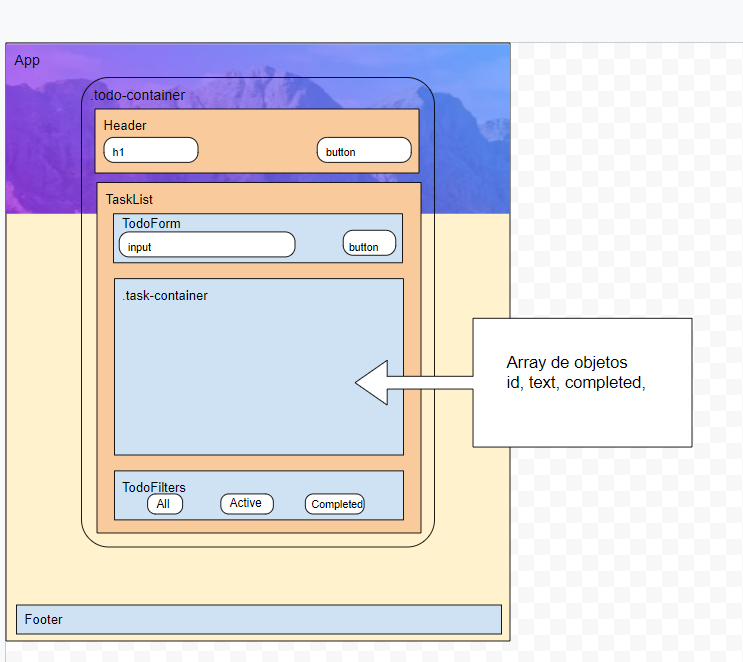 App
.todo-container
Header
h1
button
TaskList
TodoForm
input
button
.task-container
Array de objetos
id, text, completed,
TodoFilters
All
Active
Completed
Footer